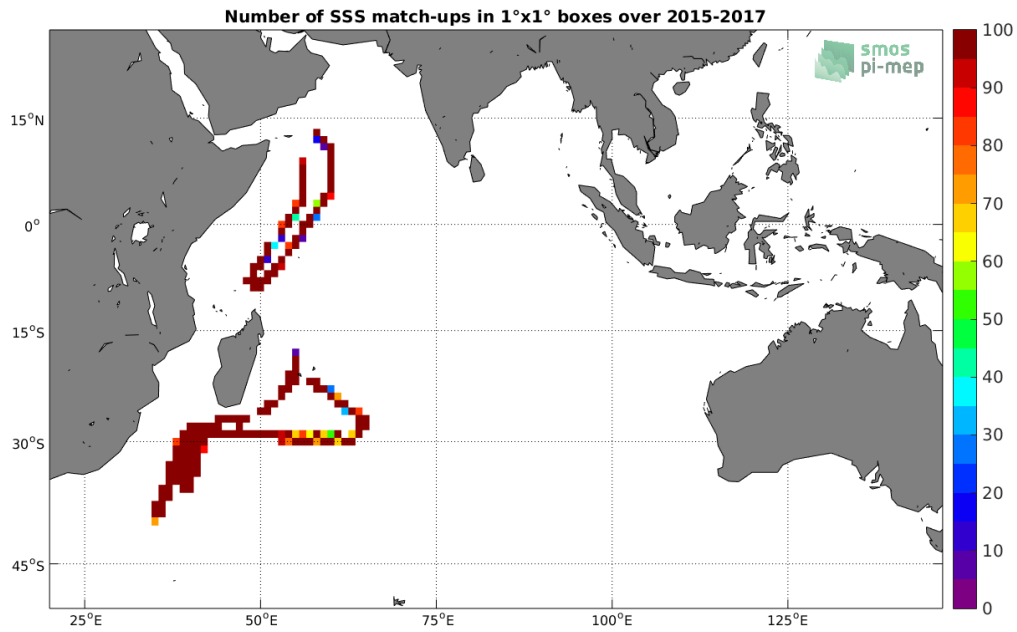 Number of SSS match-ups in 1°x1° boxes over 2015-2017
smos
pi-mep
100
90
80
70
60
50
40
30
20
10
0
15°N
0°
15°S
30°S
45°S
25°E
50°E
75°E
100°E
125°E